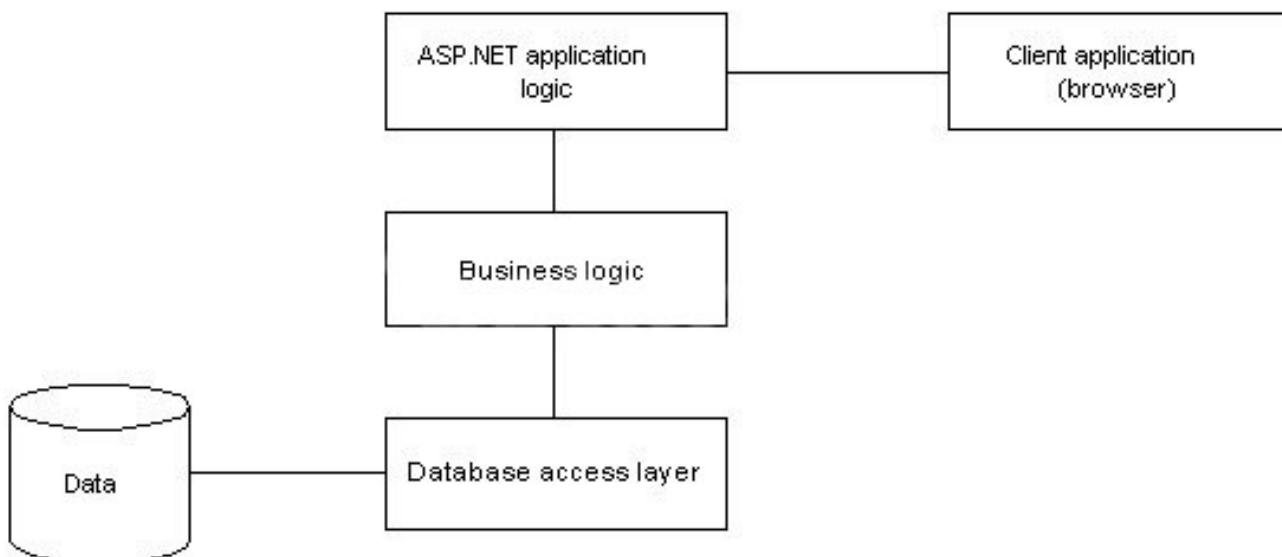 ASP.NET application
logic
Client application
(browser)
Business logic
Database access layer
Data